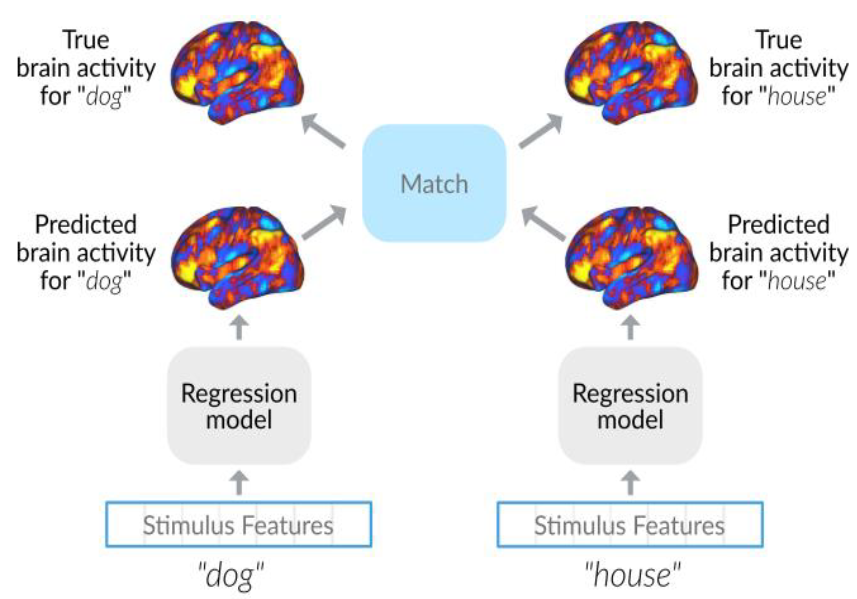 True
brain activity
for "dog"
True
brain activity
for "house"
Match
Predicted
brain activity
for "dog"
Predicted
brain activity
for "house"
Regression
model
Regression
model
Stimulus Features
Stimulus Features
"dog"
"house"